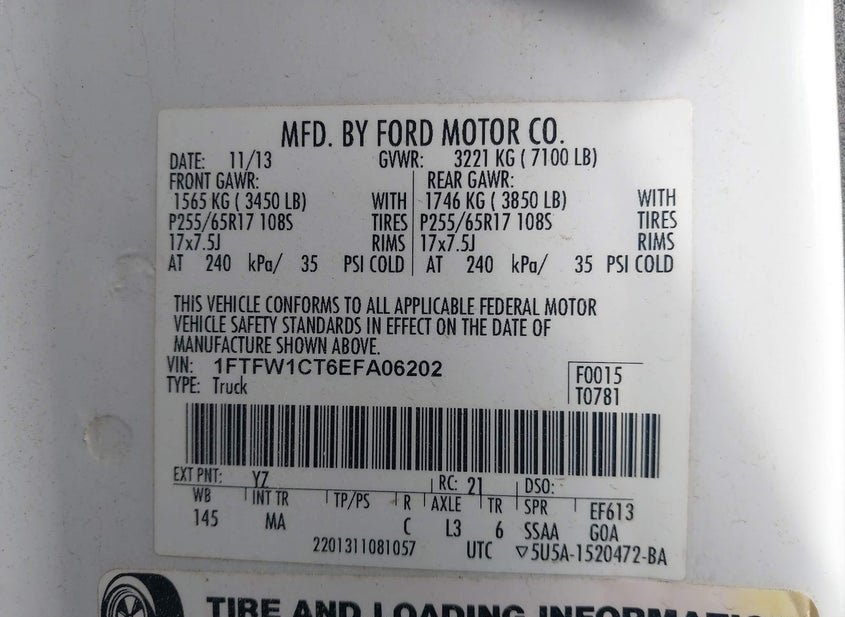 MFD. BY FORD MOTOR CO.
DATE: 11/13 GVWR: 3221 KG ( 7100 LB)
FRONT GAWR: REAR GAWR:
1565 KG ( 3450 LB) WITH 1746 KG ( 3850 LB) WITH
P255/65R17 108S TIRES P255/65R17 108S TIRES
17x7.5J RIMS 17x7.5J RIMS
AT 240 kPa/ 35 PSI COLD AT 240 kPa/ 35 PSI COLD
THIS VEHICLE CONFORMS TO ALL APPLICABLE FEDERAL MOTOR
VEHICLE SAFETY STANDARDS IN EFFECT ON THE DATE OF
MANUFACTURE SHOWN ABOVE.
VIN: 1FTFW1CT6EFA06202 F0015
TYPE: Truck T0781
EXT PNT: YZ RC: 21 DSO:
WB INT TR TP/PS R AXLE TR SPR EF613
145 MA C L3 6 SSAA GOA
2201311081057 UTC ▽5U5A-1520472-BA
TIRE AND LOADING INFORMATIO